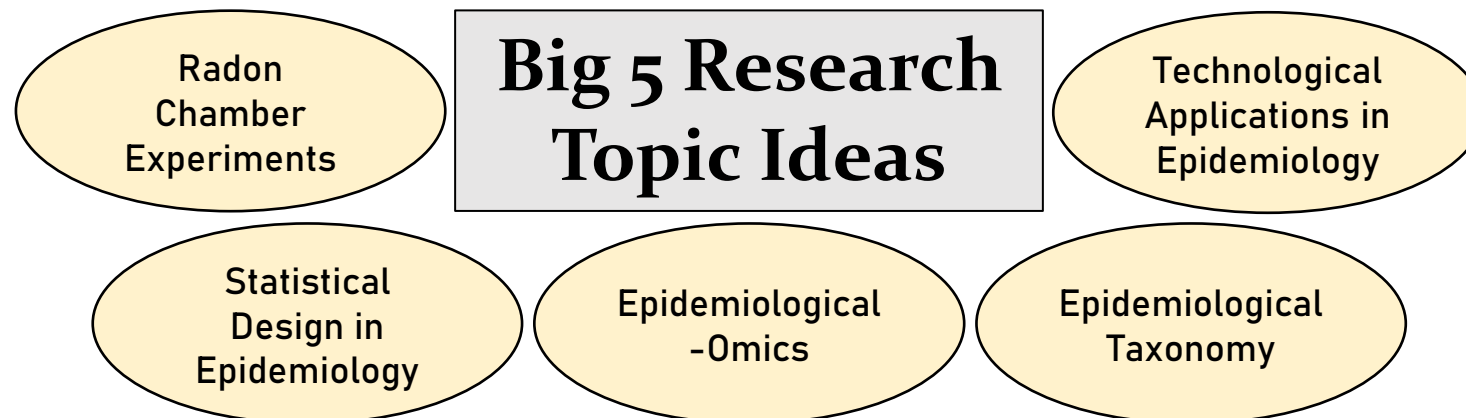 Radon
Chamber
Experiments
Big 5 Research
Topic Ideas
Technological
Applications in
Epidemiology
Statistical
Design in
Epidemiology
Epidemiological
-Omics
Epidemiological
Taxonomy